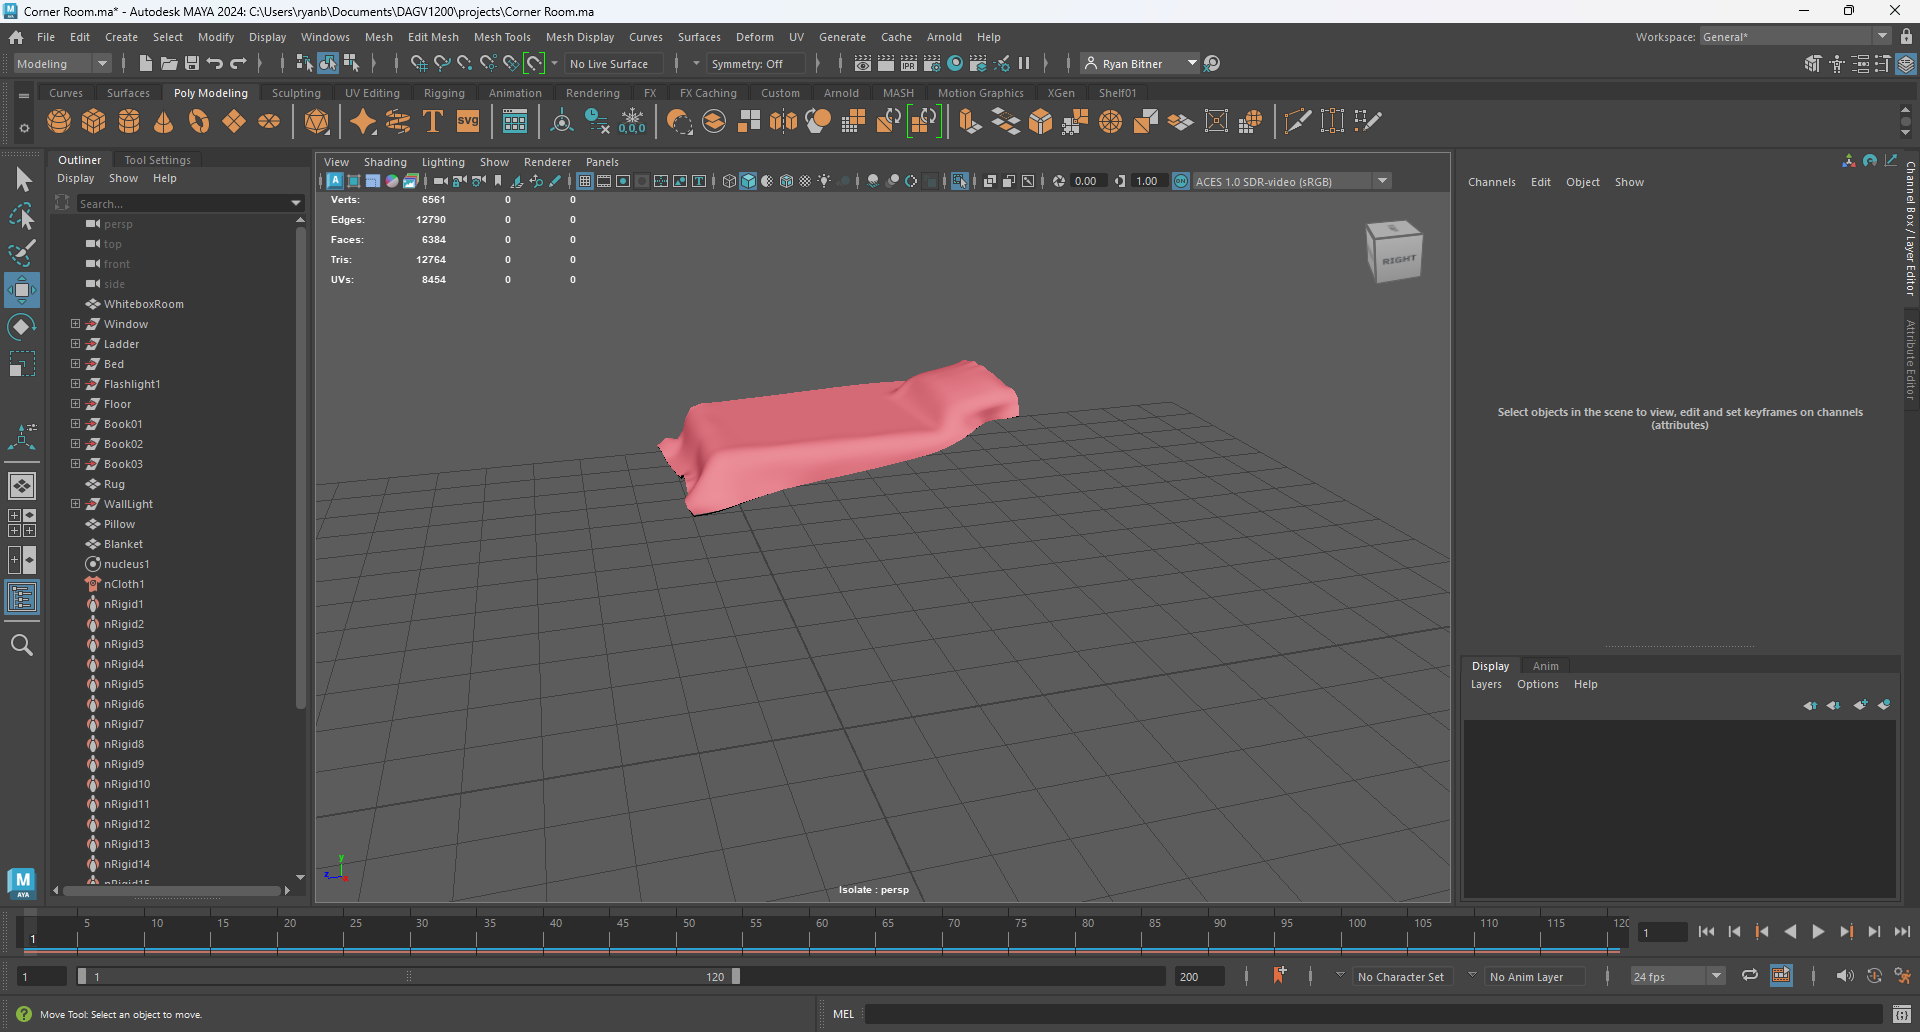 Corner Room.ma* - Autodesk MAYA 2024: C:\Users\ryanb\Documents\DAGV1200\projects\Corner Room.ma
File Edit Create Select Modify Display Windows Mesh Edit Mesh Mesh Tools Mesh Display Curves Surfaces Deform UV Generate Cache Arnold Help Workspace: General*
Modeling No Live Surface Symmetry: Off IPR Ryan Bitner
Curves Surfaces Poly Modeling Sculpting UV Editing Rigging Animation Rendering FX FX Caching Custom Arnold MASH Motion Graphics XGen Shelf01
T SVG 0,0,0
Outliner Tool Settings
Display Show Help
Search...
persp
top
front
side
WhiteboxRoom
Window
Ladder
Bed
Flashlight1
Floor
Book01
Book02
Book03
Rug
WallLight
Pillow
Blanket
nucleus1
nCloth1
nRigid1
nRigid2
nRigid3
nRigid4
nRigid5
nRigid6
nRigid7
nRigid8
nRigid9
nRigid10
nRigid11
nRigid12
nRigid13
nRigid14
nRigid15
View Shading Lighting Show Renderer Panels
0.00 1.00 ON ACES 1.0 SDR-video (sRGB)
Verts: 6561 0 0
Edges: 12790 0 0
Faces: 6384 0 0
Tris: 12764 0 0
UVs: 8454 0 0
RIGHT
y
z
x
Isolate : persp
Channels Edit Object Show
Channel Box / Layer Editor
Attribute Editor
Select objects in the scene to view, edit and set keyframes on channels
(attributes)
Display Anim
Layers Options Help
M
AYA
5 10 15 20 25 30 35 40 45 50 55 60 65 70 75 80 85 90 95 100 105 110 115 120
1 1
1 1 120 200 No Character Set No Anim Layer 24 fps
Move Tool: Select an object to move. MEL